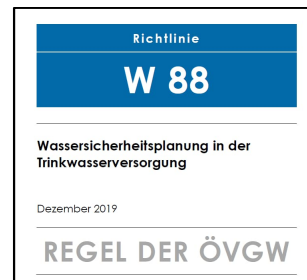 Richtlinie
W 88
Wassersicherheitsplanung in der
Trinkwasserversorgung
Dezember 2019
REGEL DER ÖVGW